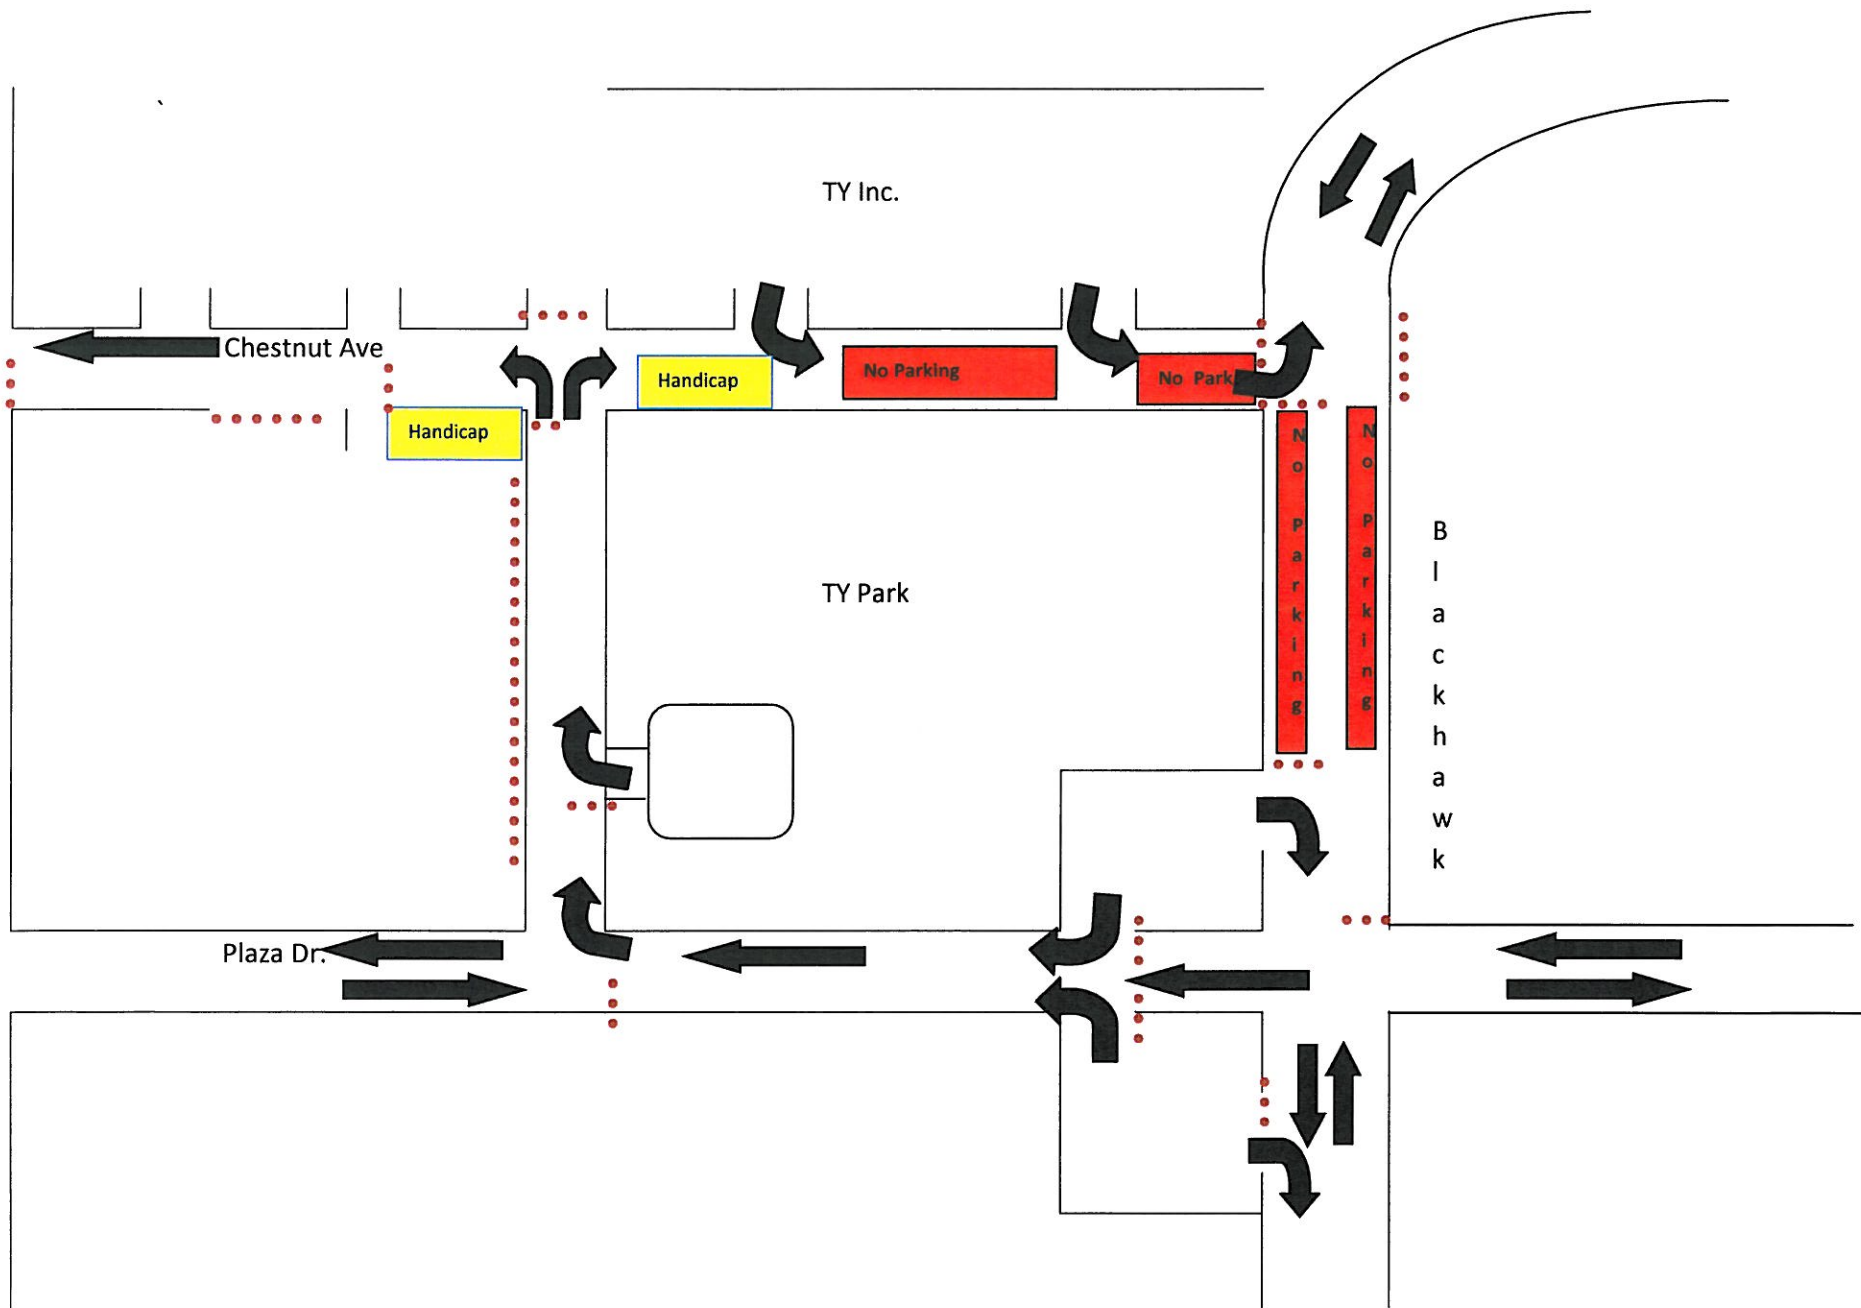 TY Inc.
Chestnut Ave
Handicap
No Parking
No Park
Handicap
No Parking
No Parking
TY Park
Blackhawk
Plaza Dr.